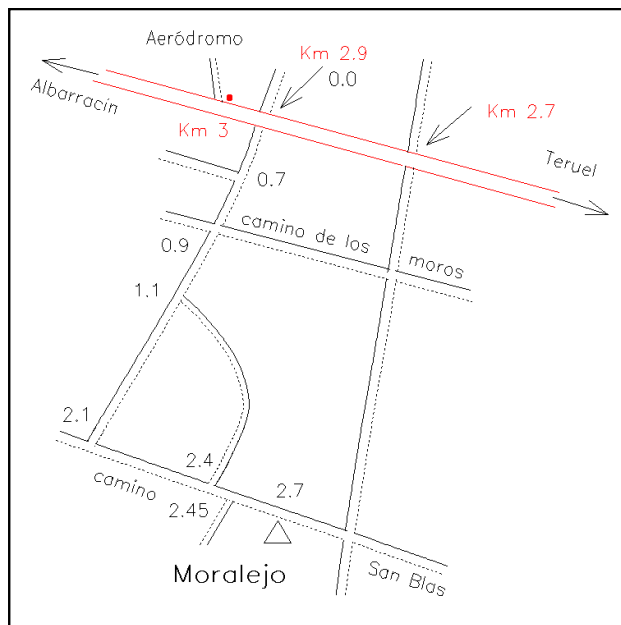 Aeródromo
Km 2.9
0.0
Albarracin
Km 3
Km 2.7
Teruel
0.7
camino de los moros
0.9
1.1
2.1
2.4
camino
2.7
2.45
San Blas
Moralejo